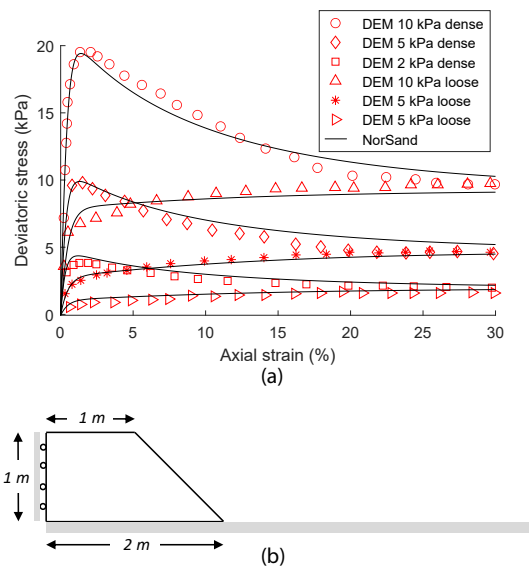 DEM 10 kPa dense
DEM 5 kPa dense
DEM 2 kPa dense
DEM 10 kPa loose
DEM 5 kPa loose
DEM 5 kPa loose
NorSand
Deviatoric stress (kPa)
20
15
10
5
0
0 5 10 15 20 25 30
Axial strain (%)
(a)
1 m
1 m
2 m
(b)